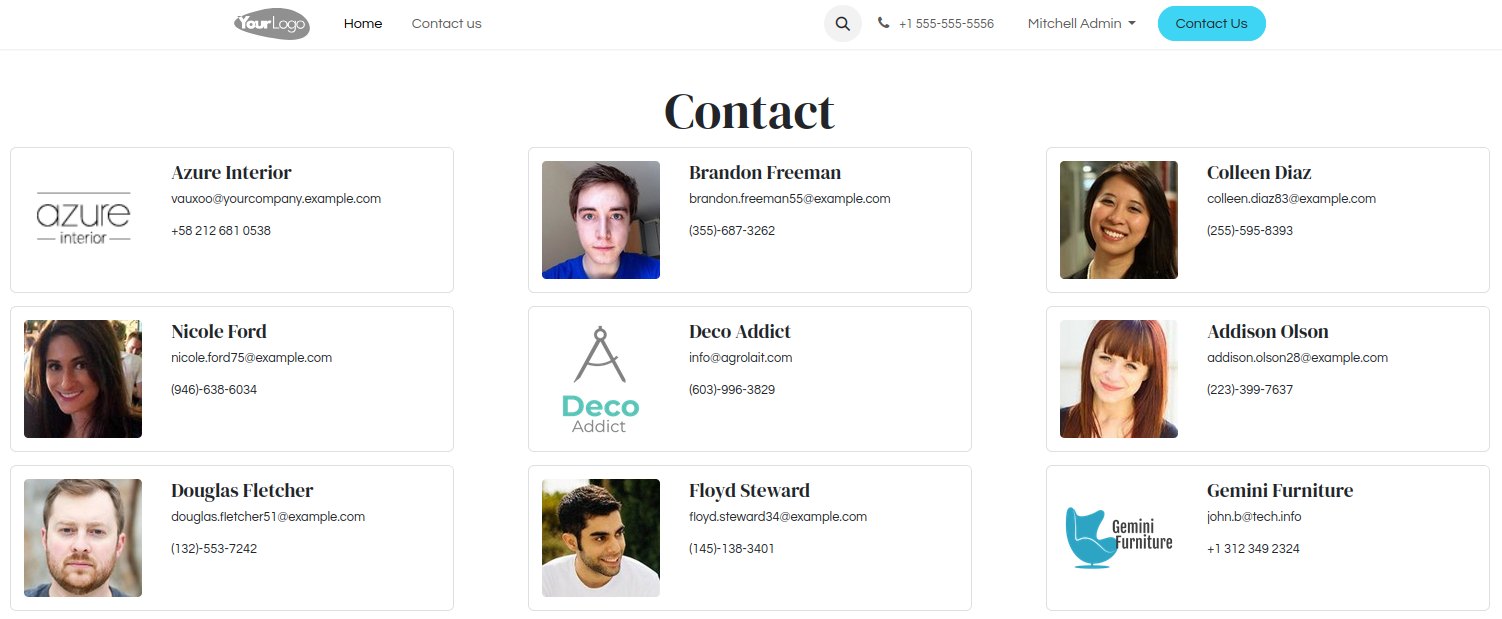 YourLogo
Home
Contact us
+1 555-555-5556
Mitchell Admin
Contact Us
Contact
azure
interior
Azure Interior
vauxoo@yourcompany.example.com
+58 212 681 0538
Brandon Freeman
brandon.freeman55@example.com
(355)-687-3262
Colleen Diaz
colleen.diaz83@example.com
(255)-595-8393
Nicole Ford
nicole.ford75@example.com
(946)-638-6034
Deco
Addict
Deco Addict
info@agrolait.com
(603)-996-3829
Addison Olson
addison.olson28@example.com
(223)-399-7637
Douglas Fletcher
douglas.fletcher51@example.com
(132)-553-7242
Floyd Steward
floyd.steward34@example.com
(145)-138-3401
Gemini
Furniture
Gemini Furniture
john.b@tech.info
+1 312 349 2324